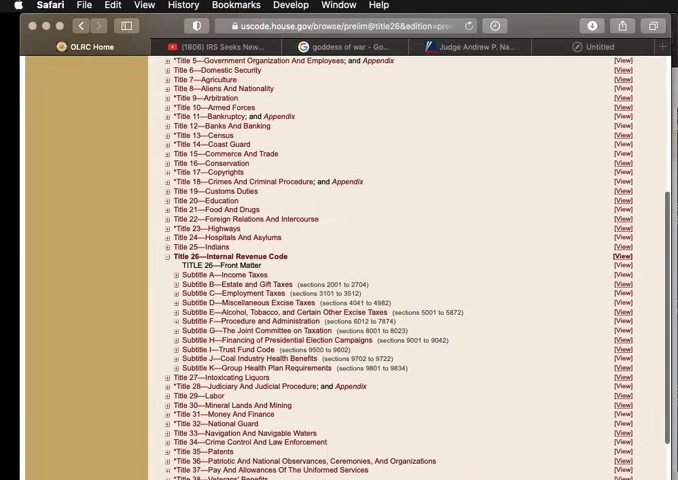 Safari File Edit View History Bookmarks Develop Window Help
uscode.house.gov/browse/prelim@title26&edition=pre
OLRC Home
(1806) IRS Seeks New...
goddess of war - Go...
Judge Andrew P. Na...
Untitled
*Title 5—Government Organization And Employees; and Appendix [View]
Title 6—Domestic Security [View]
Title 7—Agriculture [View]
Title 8—Aliens And Nationality [View]
*Title 9—Arbitration [View]
*Title 10—Armed Forces [View]
*Title 11—Bankruptcy; and Appendix [View]
Title 12—Banks And Banking [View]
*Title 13—Census [View]
*Title 14—Coast Guard [View]
Title 15—Commerce And Trade [View]
Title 16—Conservation [View]
*Title 17—Copyrights [View]
*Title 18—Crimes And Criminal Procedure; and Appendix [View]
Title 19—Customs Duties [View]
Title 20—Education [View]
Title 21—Food And Drugs [View]
Title 22—Foreign Relations And Intercourse [View]
*Title 23—Highways [View]
Title 24—Hospitals And Asylums [View]
Title 25—Indians [View]
Title 26—Internal Revenue Code [View]
TITLE 26—Front Matter
Subtitle A—Income Taxes
Subtitle B—Estate and Gift Taxes (sections 2001 to 2704)
Subtitle C—Employment Taxes (sections 3101 to 3512)
Subtitle D—Miscellaneous Excise Taxes (sections 4041 to 4982)
Subtitle E—Alcohol, Tobacco, and Certain Other Excise Taxes (sections 5001 to 5872)
Subtitle F—Procedure and Administration (sections 6012 to 7874)
Subtitle G—The Joint Committee on Taxation (sections 8001 to 8023)
Subtitle H—Financing of Presidential Election Campaigns (sections 9001 to 9042)
Subtitle I—Trust Fund Code (sections 9500 to 9602)
Subtitle J—Coal Industry Health Benefits (sections 9702 to 9722)
Subtitle K—Group Health Plan Requirements (sections 9801 to 9834)
Title 27—Intoxicating Liquors [View]
*Title 28—Judiciary And Judicial Procedure; and Appendix [View]
Title 29—Labor [View]
Title 30—Mineral Lands And Mining [View]
*Title 31—Money And Finance [View]
*Title 32—National Guard [View]
Title 33—Navigation And Navigable Waters [View]
Title 34—Crime Control And Law Enforcement [View]
*Title 35—Patents [View]
*Title 36—Patriotic And National Observances, Ceremonies, And Organizations [View]
*Title 37—Pay And Allowances Of The Uniformed Services [View]
*Title 38—Veterans' Benefits [View]